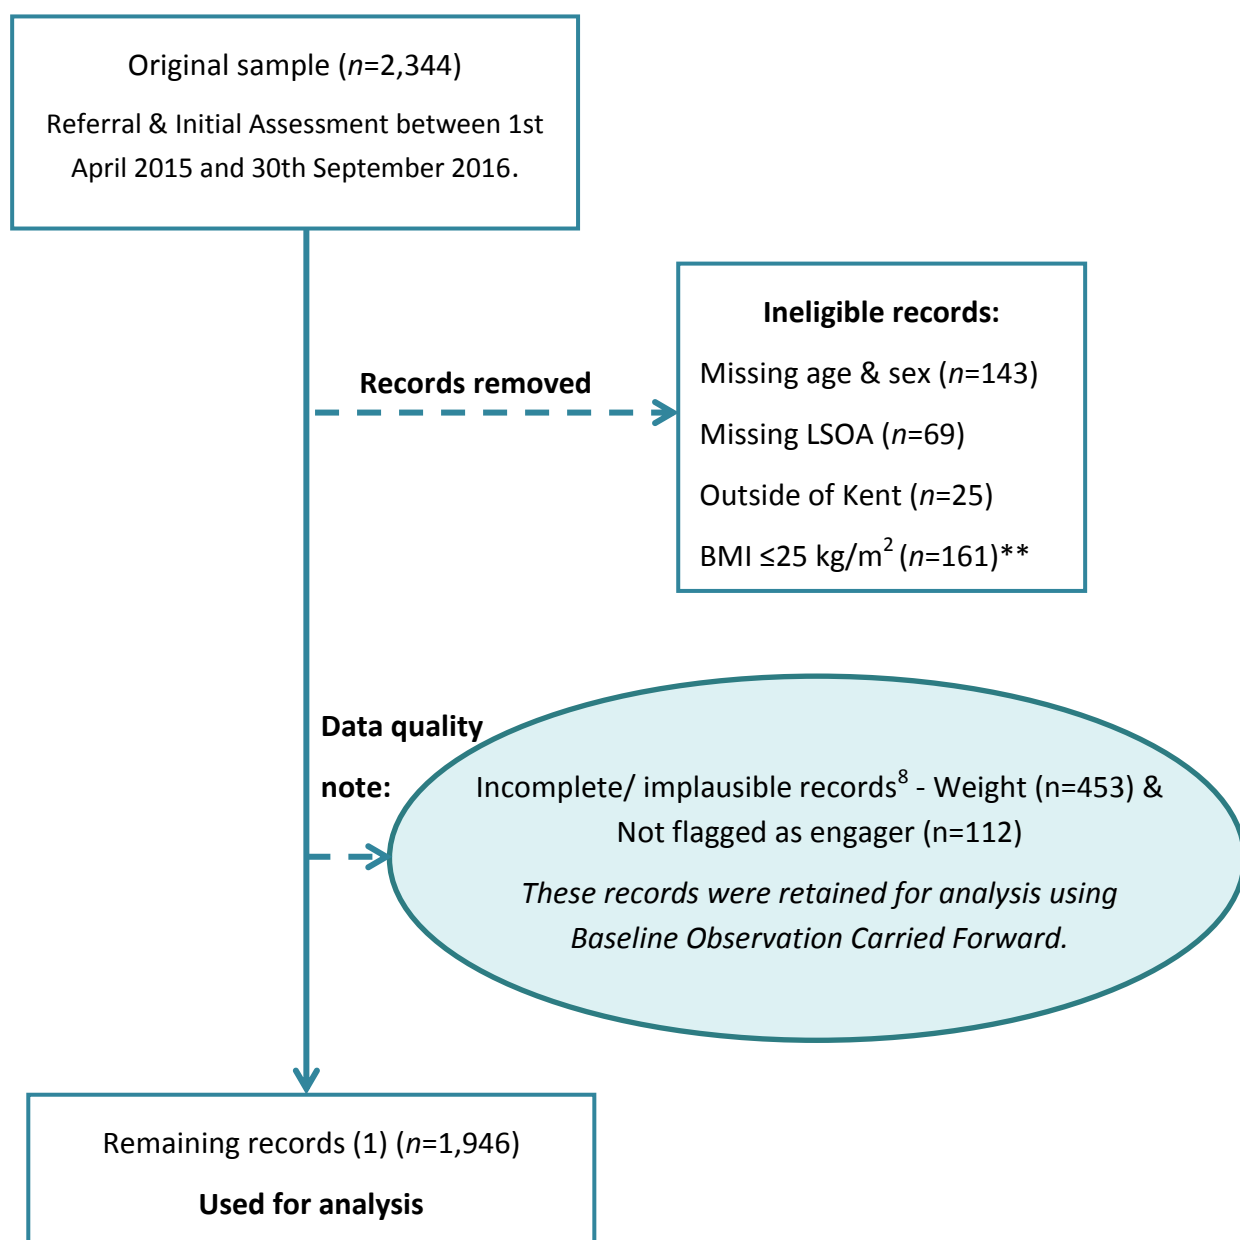 Original sample (n=2,344)
Referral & Initial Assessment between 1st
April 2015 and 30th September 2016.
Records removed
Ineligible records:
Missing age & sex (n=143)
Missing LSOA (n=69)
Outside of Kent (n=25)
BMI ≤25 kg/m² (n=161)**
Data quality
note:
Incomplete/ implausible records⁸ - Weight (n=453) &
Not flagged as engager (n=112)
These records were retained for analysis using
Baseline Observation Carried Forward.
Remaining records (1) (n=1,946)
Used for analysis